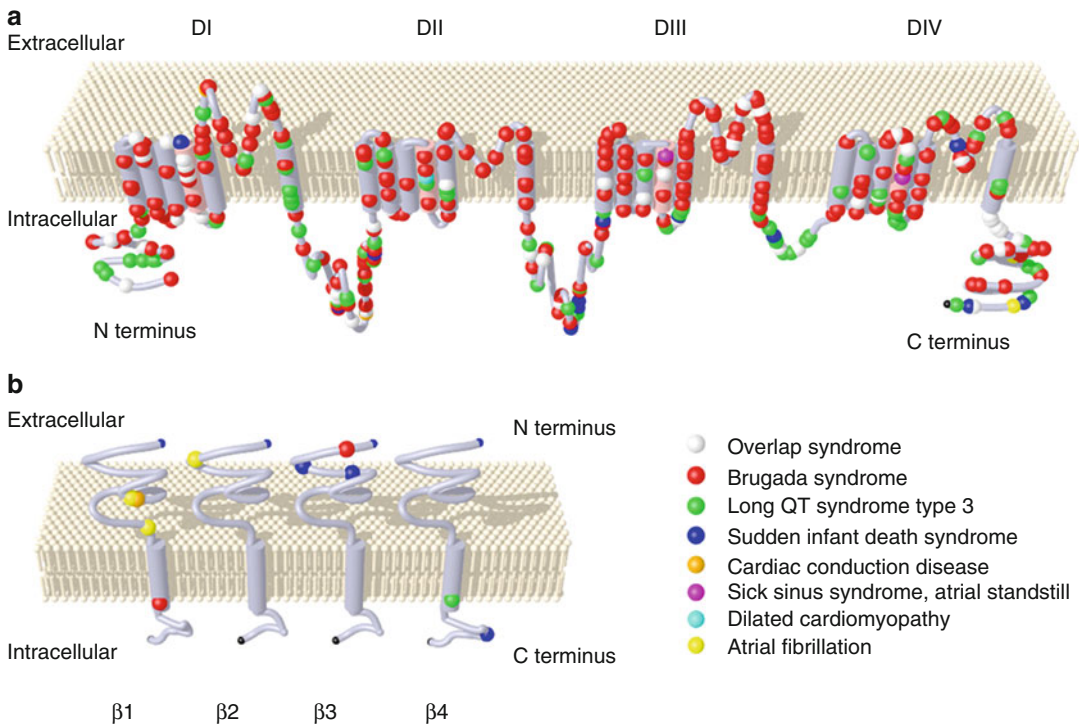 a
DI DII DIII DIV
Extracellular
Intracellular
N terminus
C terminus
b
Extracellular
N terminus
Intracellular
C terminus
β1 β2 β3 β4
Overlap syndrome
Brugada syndrome
Long QT syndrome type 3
Sudden infant death syndrome
Cardiac conduction disease
Sick sinus syndrome, atrial standstill
Dilated cardiomyopathy
Atrial fibrillation